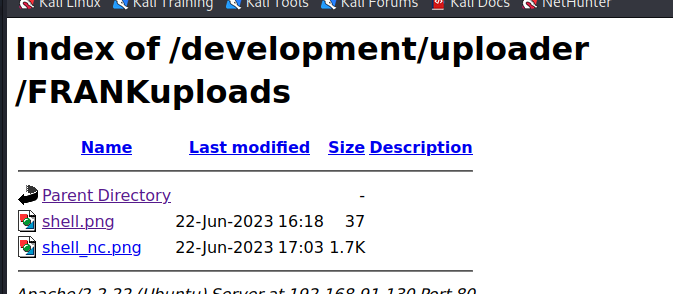 Kali Linux Kali Training Kali Tools Kali Forums Kali Docs NetHunter
Index of /development/uploader
/FRANKuploads
Name Last modified Size Description
Parent Directory -
shell.png 22-Jun-2023 16:18 37
shell_nc.png 22-Jun-2023 17:03 1.7K
Apache/2.2.22 (Ubuntu) Server at 192.168.91.130 Port 80